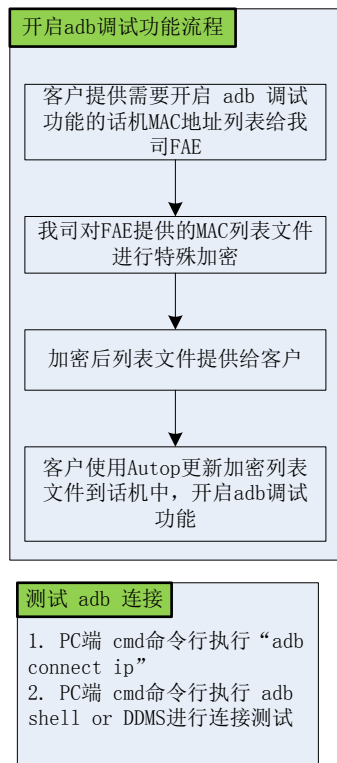 开启adb调试功能流程
客户提供需要开启 adb 调试
功能的话机MAC地址列表给我
司FAE
我司对FAE提供的MAC列表文件
进行特殊加密
加密后列表文件提供给客户
客户使用Autop更新加密列表
文件到话机中，开启adb调试
功能
测试 adb 连接
1. PC端 cmd命令行执行“adb
connect ip”
2. PC端 cmd命令行执行 adb
shell or DDMS进行连接测试